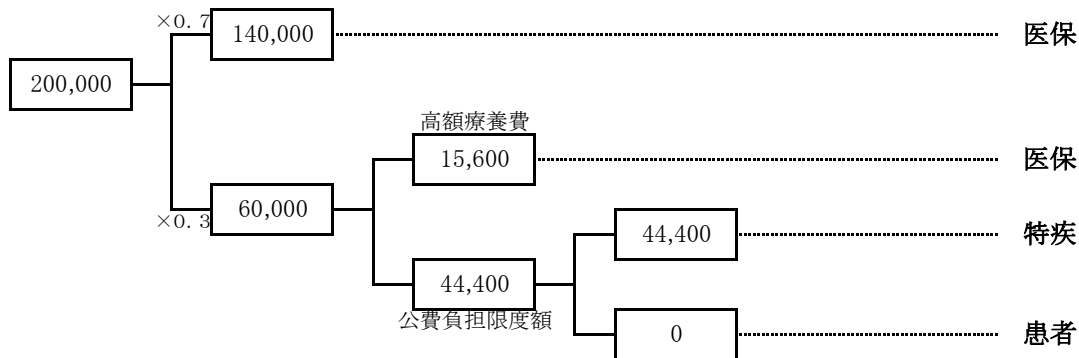 ×0.7
140,000
医保
200,000
高額療養費
15,600
医保
×0.3
60,000
44,400
特疾
44,400
公費負担限度額
0
患者